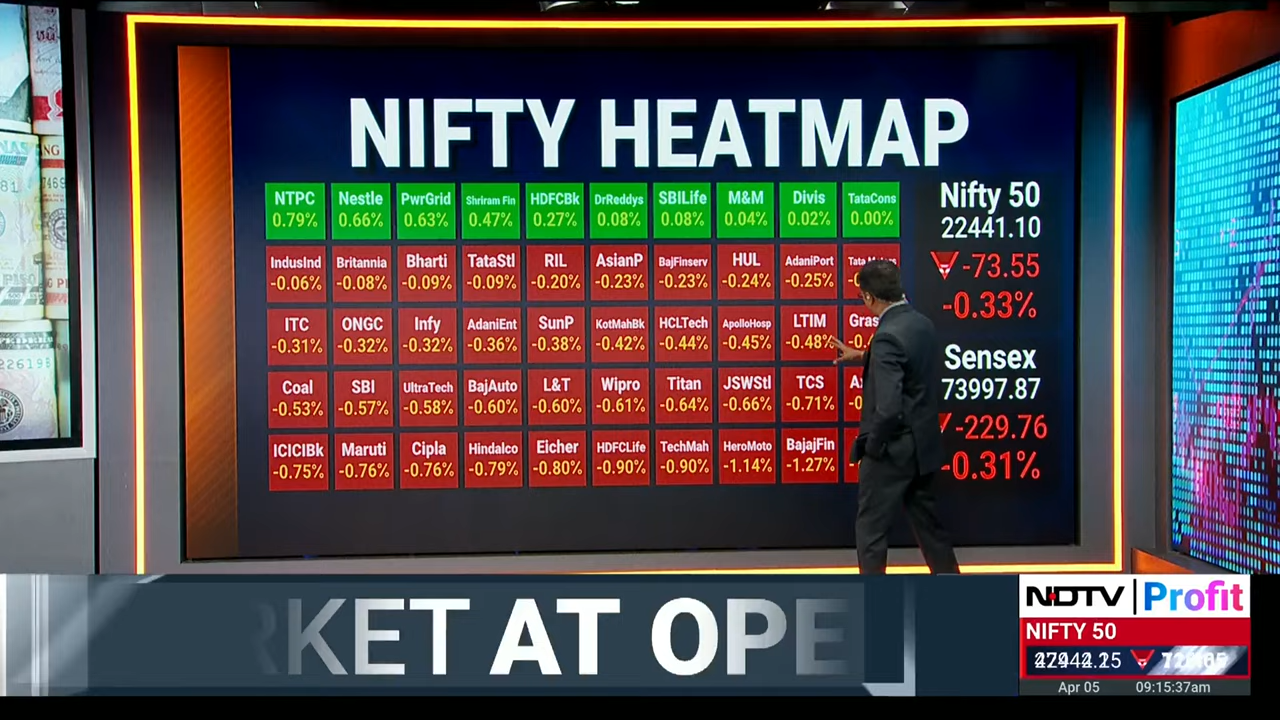 NIFTY HEATMAP
NTPC Nestle PwrGrid Shriram Fin HDFCBk DrReddys SBILife M&M Divis TataCons
0.79% 0.66% 0.63% 0.47% 0.27% 0.08% 0.08% 0.04% 0.02% 0.00%
IndusInd Britannia Bharti TataStl RIL AsianP BajFinserv HUL AdaniPort Tata
-0.06% -0.08% -0.09% -0.09% -0.20% -0.23% -0.23% -0.24% -0.25%
ITC ONGC Infy AdaniEnt SunP KotMahBk HCLTech ApolloHosp LTIM Gras
-0.31% -0.32% -0.32% -0.36% -0.38% -0.42% -0.44% -0.45% -0.48%
Coal SBI UltraTech BajAuto L&T Wipro Titan JSWStl TCS
-0.53% -0.57% -0.58% -0.60% -0.60% -0.61% -0.64% -0.66% -0.71%
ICICIBk Maruti Cipla Hindalco Eicher HDFCLife TechMah HeroMoto BajajFin
-0.75% -0.76% -0.76% -0.79% -0.80% -0.90% -0.90% -1.14% -1.27%
Nifty 50
22441.10
-73.55
-0.33%
Sensex
73997.87
-229.76
-0.31%
RKET AT OPE
NDTV Profit
NIFTY 50
Apr 05 09:15:37am